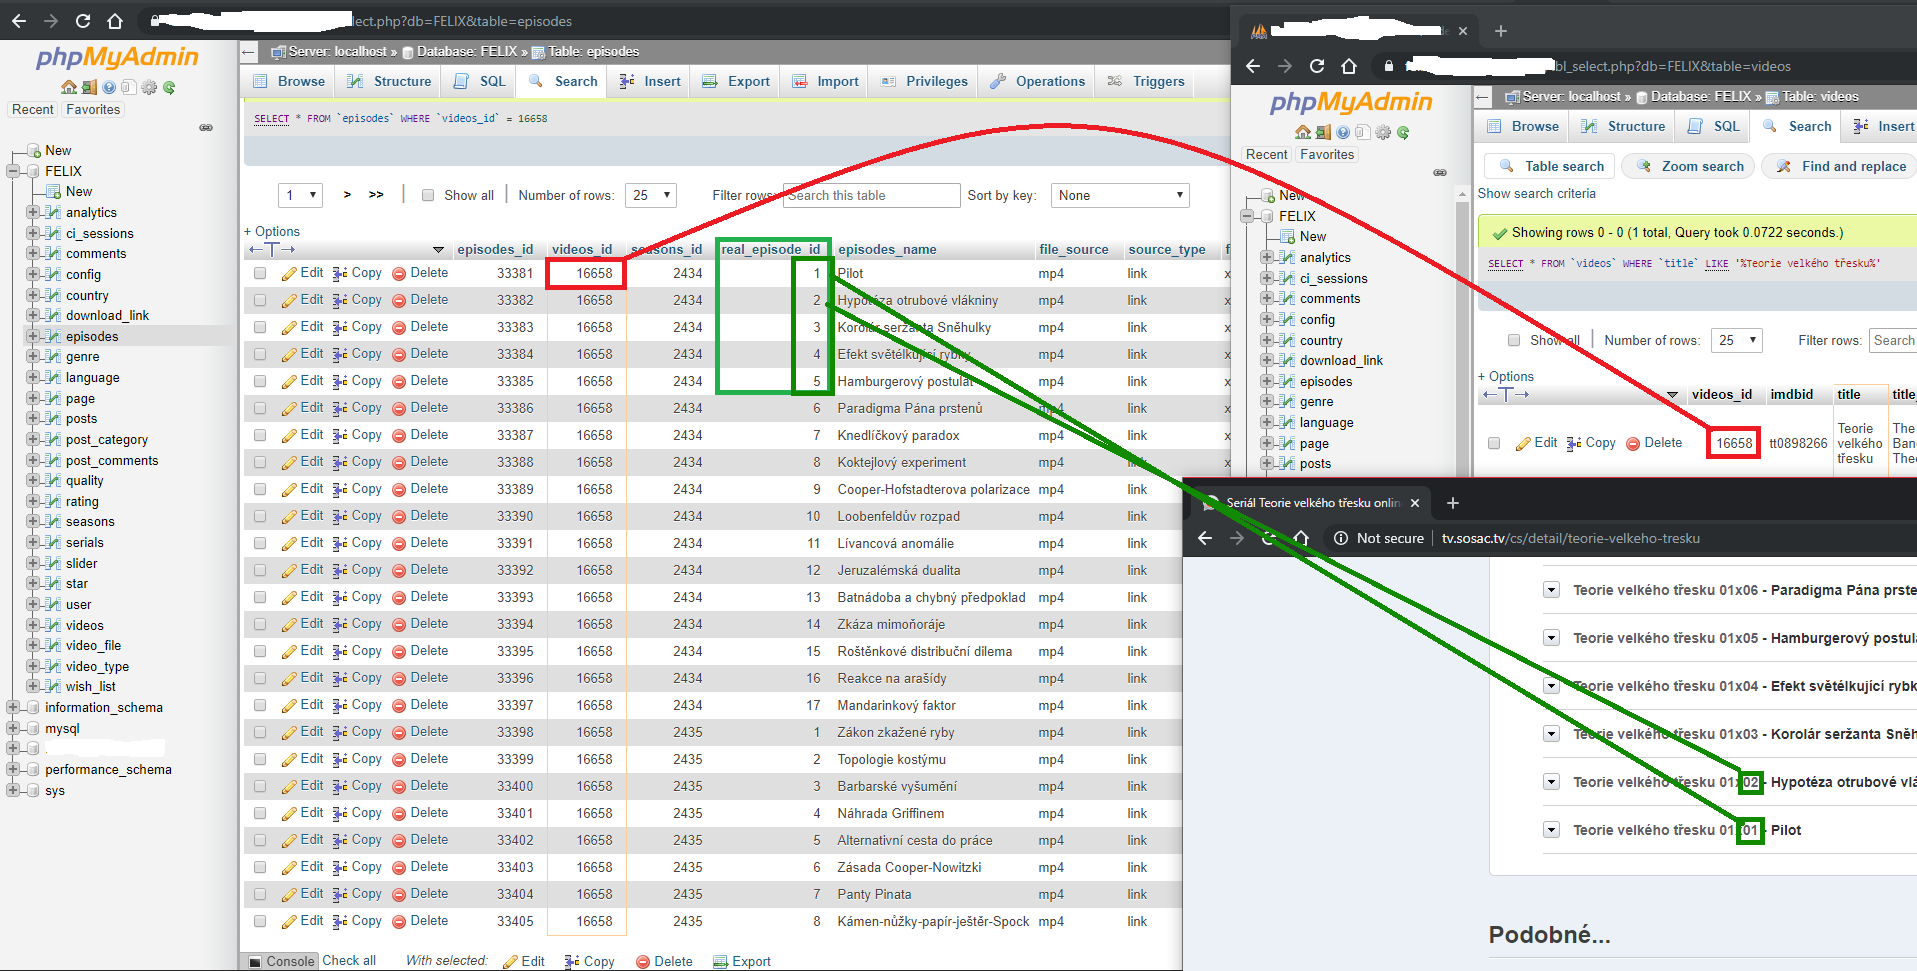 lect.php?db=FELIX&table=episodes
phpMyAdmin
Recent Favorites
New
FELIX
New
analytics
ci_sessions
comments
config
country
download_link
episodes
genre
language
page
posts
post_category
post_comments
quality
rating
seasons
serials
slider
star
user
videos
video_file
video_type
wish_list
information_schema
mysql
performance_schema
sys
Server: localhost » Database: FELIX » Table: episodes
Browse Structure SQL Search Insert Export Import Privileges Operations Triggers
SELECT * FROM `episodes` WHERE `videos_id` = 16658
1 > >> Show all Number of rows: 25 Filter rows: Search this table Sort by key: None
+ Options
episodes_id videos_id seasons_id real_episode_id episodes_name file_source source_type f
Edit Copy Delete 33381 16658 2434 1 Pilot mp4 link x
Edit Copy Delete 33382 16658 2434 2 Hypotéza otrubové vlákniny mp4 link x
Edit Copy Delete 33383 16658 2434 3 Korolár seržanta Sněhulky mp4 link x
Edit Copy Delete 33384 16658 2434 4 Efekt světélkující rybky mp4 link x
Edit Copy Delete 33385 16658 2434 5 Hamburgerový postulát mp4 link x
Edit Copy Delete 33386 16658 2434 6 Paradigma Pána prstenů mp4 link x
Edit Copy Delete 33387 16658 2434 7 Knedlíčkový paradox mp4 link x
Edit Copy Delete 33388 16658 2434 8 Koktejlový experiment mp4 link x
Edit Copy Delete 33389 16658 2434 9 Cooper-Hofstadterova polarizace mp4 link
Edit Copy Delete 33390 16658 2434 10 Loobenfeldův rozpad mp4 link
Edit Copy Delete 33391 16658 2434 11 Lívancová anomálie mp4 link
Edit Copy Delete 33392 16658 2434 12 Jeruzalémská dualita mp4 link
Edit Copy Delete 33393 16658 2434 13 Batnádoba a chybný předpoklad mp4 link
Edit Copy Delete 33394 16658 2434 14 Zkáza mimoňoráje mp4 link
Edit Copy Delete 33395 16658 2434 15 Roštěnkové distribuční dilema mp4 link
Edit Copy Delete 33396 16658 2434 16 Reakce na arašídy mp4 link
Edit Copy Delete 33397 16658 2434 17 Mandarinkový faktor mp4 link
Edit Copy Delete 33398 16658 2435 1 Zákon zkažené ryby mp4 link
Edit Copy Delete 33399 16658 2435 2 Topologie kostýmu mp4 link
Edit Copy Delete 33400 16658 2435 3 Barbarské vyšumění mp4 link
Edit Copy Delete 33401 16658 2435 4 Náhrada Griffinem mp4 link
Edit Copy Delete 33402 16658 2435 5 Alternativní cesta do práce mp4 link
Edit Copy Delete 33403 16658 2435 6 Zásada Cooper-Nowitzki mp4 link
Edit Copy Delete 33404 16658 2435 7 Panty Pinata mp4 link
Edit Copy Delete 33405 16658 2435 8 Kámen-nůžky-papír-ještěr-Spock mp4 link
Console Check all With selected: Edit Copy Delete Export
bl_select.php?db=FELIX&table=videos
phpMyAdmin
Recent Favorites
New
FELIX
New
analytics
ci_sessions
comments
config
country
download_link
episodes
genre
language
page
posts
Server: localhost » Database: FELIX » Table: videos
Browse Structure SQL Search Insert
Table search Zoom search Find and replace
Show search criteria
Showing rows 0 - 0 (1 total, Query took 0.0722 seconds.)
SELECT * FROM `videos` WHERE `title` LIKE '%Teorie velkého třesku%'
Show all Number of rows: 25 Filter rows: Search
+ Options
videos_id imdbid title title_
Edit Copy Delete 16658 tt0898266 Teorie The
velkého Ban
třesku Theo
Seriál Teorie velkého třesku onlin
Not secure tv.sosac.tv/cs/detail/teorie-velkeho-tresku
Teorie velkého třesku 01x06 - Paradigma Pána prste
Teorie velkého třesku 01x05 - Hamburgerový postul
Teorie velkého třesku 01x04 - Efekt světélkující rybk
Teorie velkého třesku 01x03 - Korolár seržanta Sněh
Teorie velkého třesku 01x02 - Hypotéza otrubové vl
Teorie velkého třesku 01x01 - Pilot
Podobné...